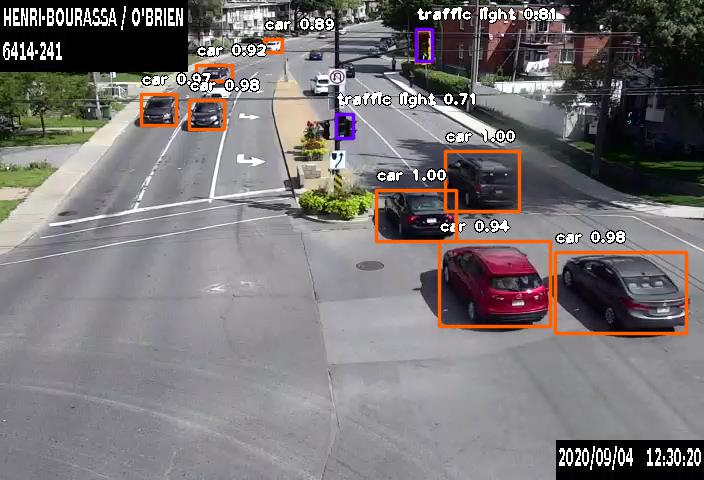 HENRI-BOURASSA / O'BRIEN
6414-241
car 0.89
traffic light 0.81
car 0.92
car 0.97
car 0.98
traffic light 0.71
car 1.00
car 1.00
car 0.94
car 0.98
2020/09/04 12:30:20